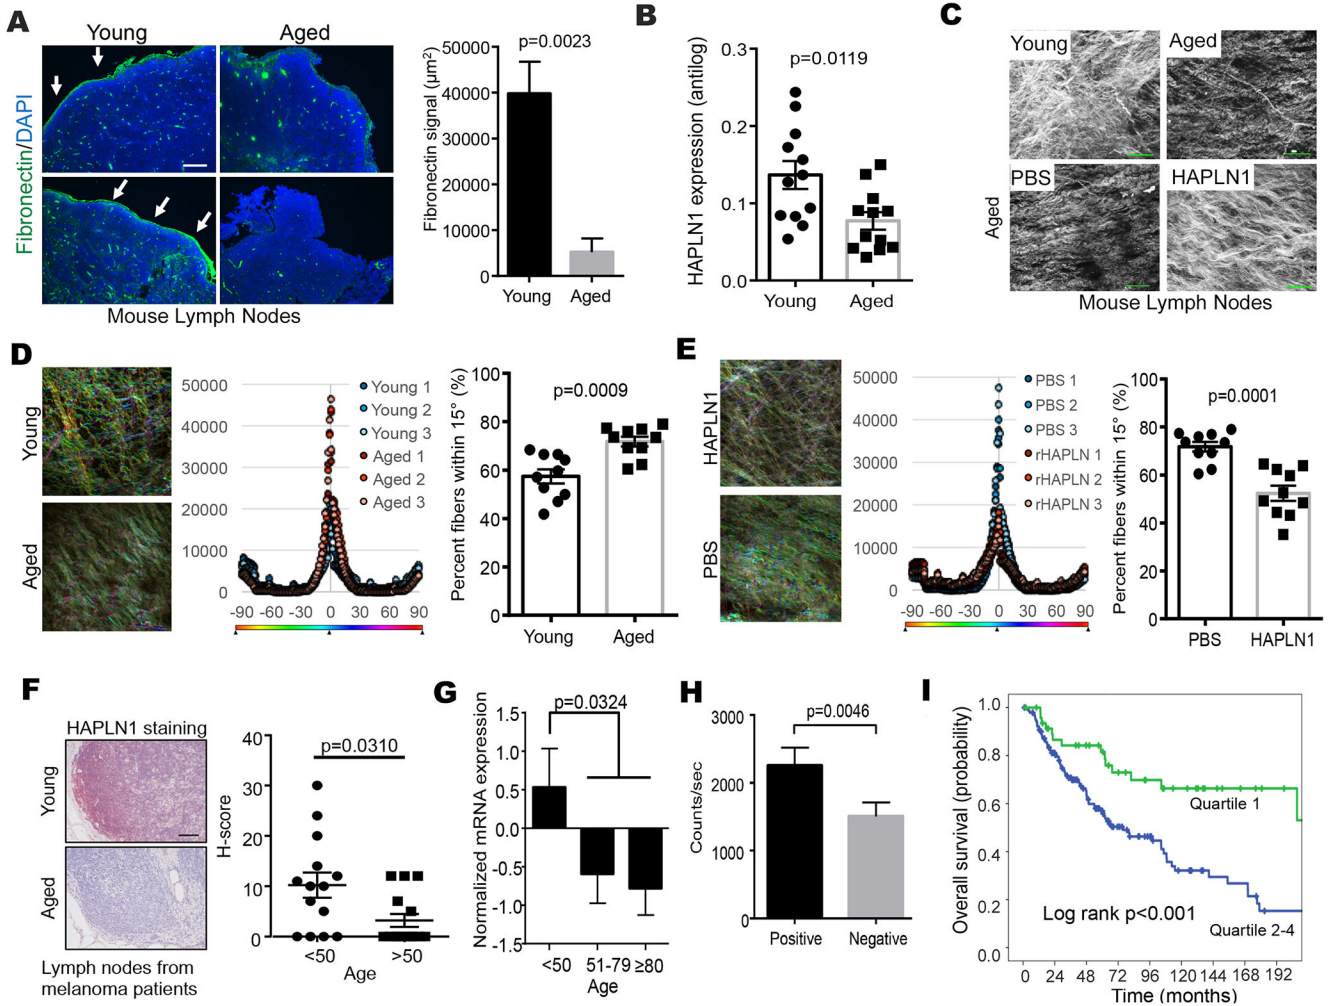 A
Young
Aged
Fibronectin/DAPI
Mouse Lymph Nodes
Fibronectin signal (µm²)
p=0.0023
50000
40000
30000
20000
10000
0
Young
Aged
B
HAPLN1 expression (antilog)
p=0.0119
0.3
0.2
0.1
0.0
Young
Aged
C
Young
Aged
PBS
HAPLN1
Aged
Mouse Lymph Nodes
D
Young
Aged
50000
40000
30000
20000
10000
0
-90 -60 -30 0 30 60 90
Young 1
Young 2
Young 3
Aged 1
Aged 2
Aged 3
Percent fibers within 15° (%)
p=0.0009
100
80
60
40
20
0
Young
Aged
E
HAPLN1
PBS
50000
40000
30000
20000
10000
0
-90 -60 -30 0 30 60 90
PBS 1
PBS 2
PBS 3
rHAPLN 1
rHAPLN 2
rHAPLN 3
Percent fibers within 15° (%)
p=0.0001
100
80
60
40
20
0
PBS
HAPLN1
F
HAPLN1 staining
Young
Aged
Lymph nodes from
melanoma patients
H-score
p=0.0310
40
30
20
10
0
<50
>50
Age
G
Normalized mRNA expression
p=0.0324
1.5
1.0
0.5
0.0
-0.5
-1.0
-1.5
<50 51-79 ≥80
Age
H
Counts/sec
p=0.0046
3000
2000
1000
0
Positive
Negative
I
Overall survival (probability)
1.0
0.8
0.6
0.4
0.2
0.0
Quartile 1
Log rank p<0.001
Quartile 2-4
0 24 48 72 96 120 144 168 192
Time (months)